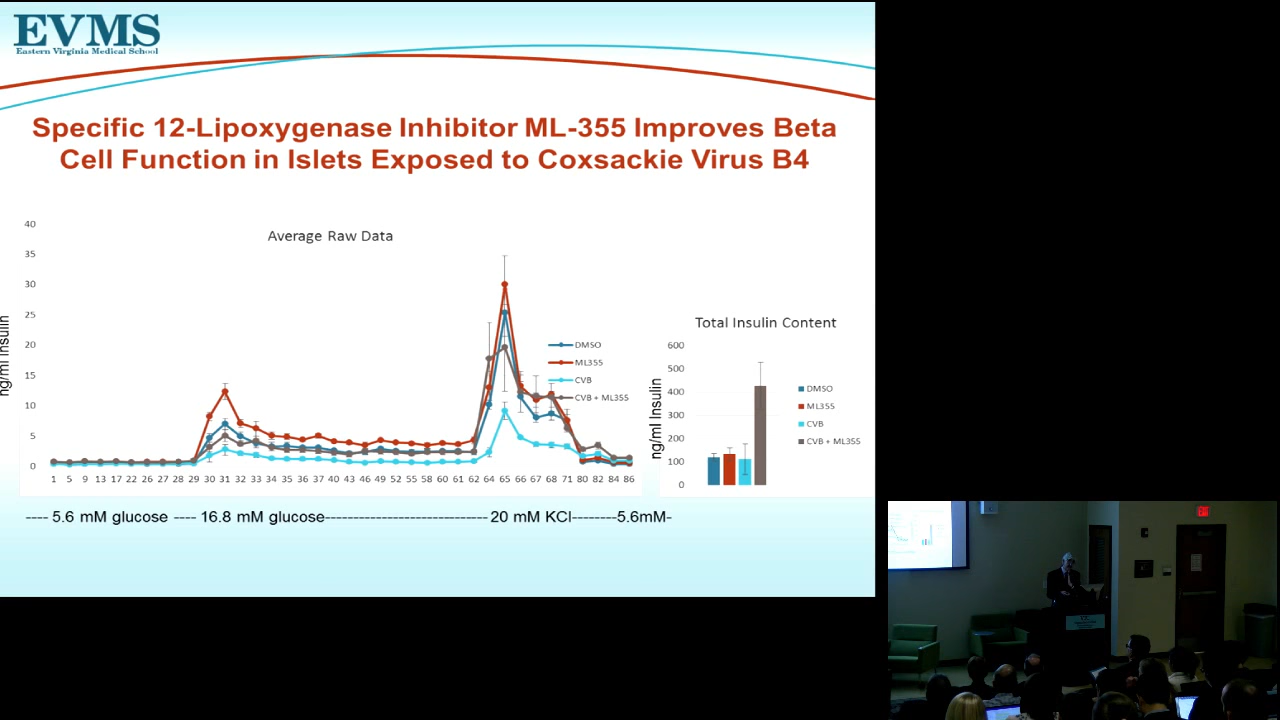 EVMS
Eastern Virginia Medical School
Specific 12-Lipoxygenase Inhibitor ML-355 Improves Beta
Cell Function in Islets Exposed to Coxsackie Virus B4
Average Raw Data
ng/ml Insulin
40
35
30
25
20
15
10
5
0
1 5 9 13 17 22 26 27 28 29 30 31 32 33 34 35 36 37 40 43 46 49 52 55 58 60 61 62 64 65 66 67 68 71 80 82 84 86
DMSO
ML355
CVB
CVB + ML355
---- 5.6 mM glucose ---- 16.8 mM glucose---------------------------- 20 mM KCl--------5.6mM-
Total Insulin Content
ng/ml Insulin
600
500
400
300
200
100
0
DMSO
ML355
CVB
CVB + ML355